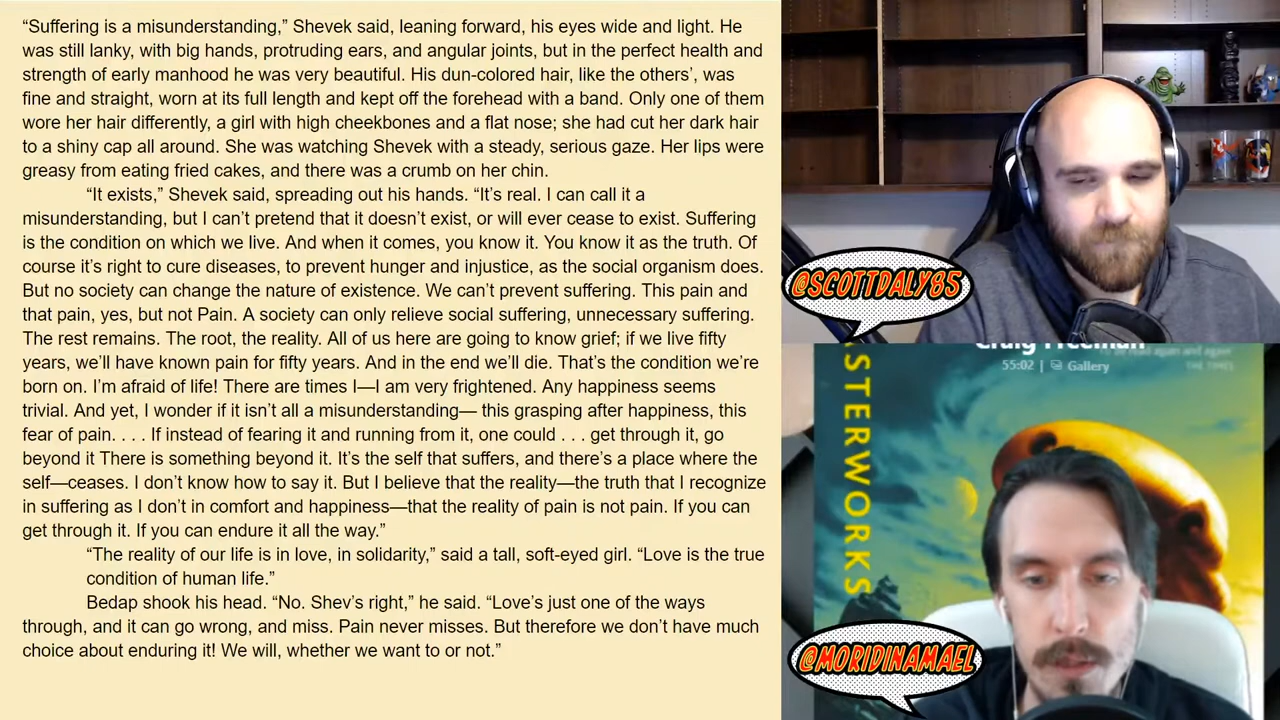 “Suffering is a misunderstanding,” Shevek said, leaning forward, his eyes wide and light. He
was still lanky, with big hands, protruding ears, and angular joints, but in the perfect health and
strength of early manhood he was very beautiful. His dun-colored hair, like the others’, was
fine and straight, worn at its full length and kept off the forehead with a band. Only one of them
wore her hair differently, a girl with high cheekbones and a flat nose; she had cut her dark hair
to a shiny cap all around. She was watching Shevek with a steady, serious gaze. Her lips were
greasy from eating fried cakes, and there was a crumb on her chin.
“It exists,” Shevek said, spreading out his hands. “It’s real. I can call it a
misunderstanding, but I can’t pretend that it doesn’t exist, or will ever cease to exist. Suffering
is the condition on which we live. And when it comes, you know it. You know it as the truth. Of
course it’s right to cure diseases, to prevent hunger and injustice, as the social organism does.
But no society can change the nature of existence. We can’t prevent suffering. This pain and
that pain, yes, but not Pain. A society can only relieve social suffering, unnecessary suffering.
The rest remains. The root, the reality. All of us here are going to know grief; if we live fifty
years, we’ll have known pain for fifty years. And in the end we’ll die. That’s the condition we’re
born on. I’m afraid of life! There are times I—I am very frightened. Any happiness seems
trivial. And yet, I wonder if it isn’t all a misunderstanding— this grasping after happiness, this
fear of pain. . . . If instead of fearing it and running from it, one could . . . get through it, go
beyond it There is something beyond it. It’s the self that suffers, and there’s a place where the
self—ceases. I don’t know how to say it. But I believe that the reality—the truth that I recognize
in suffering as I don’t in comfort and happiness—that the reality of pain is not pain. If you can
get through it. If you can endure it all the way.”
“The reality of our life is in love, in solidarity,” said a tall, soft-eyed girl. “Love is the true
condition of human life.”
Bedap shook his head. “No. Shev’s right,” he said. “Love’s just one of the ways
through, and it can go wrong, and miss. Pain never misses. But therefore we don’t have much
choice about enduring it! We will, whether we want to or not.”
@SCOTTDALY85
Craig Freeman
to be read again and again
55:02 | Gallery
THE TIMES
STERWORKS
@MORIDINAMAEL